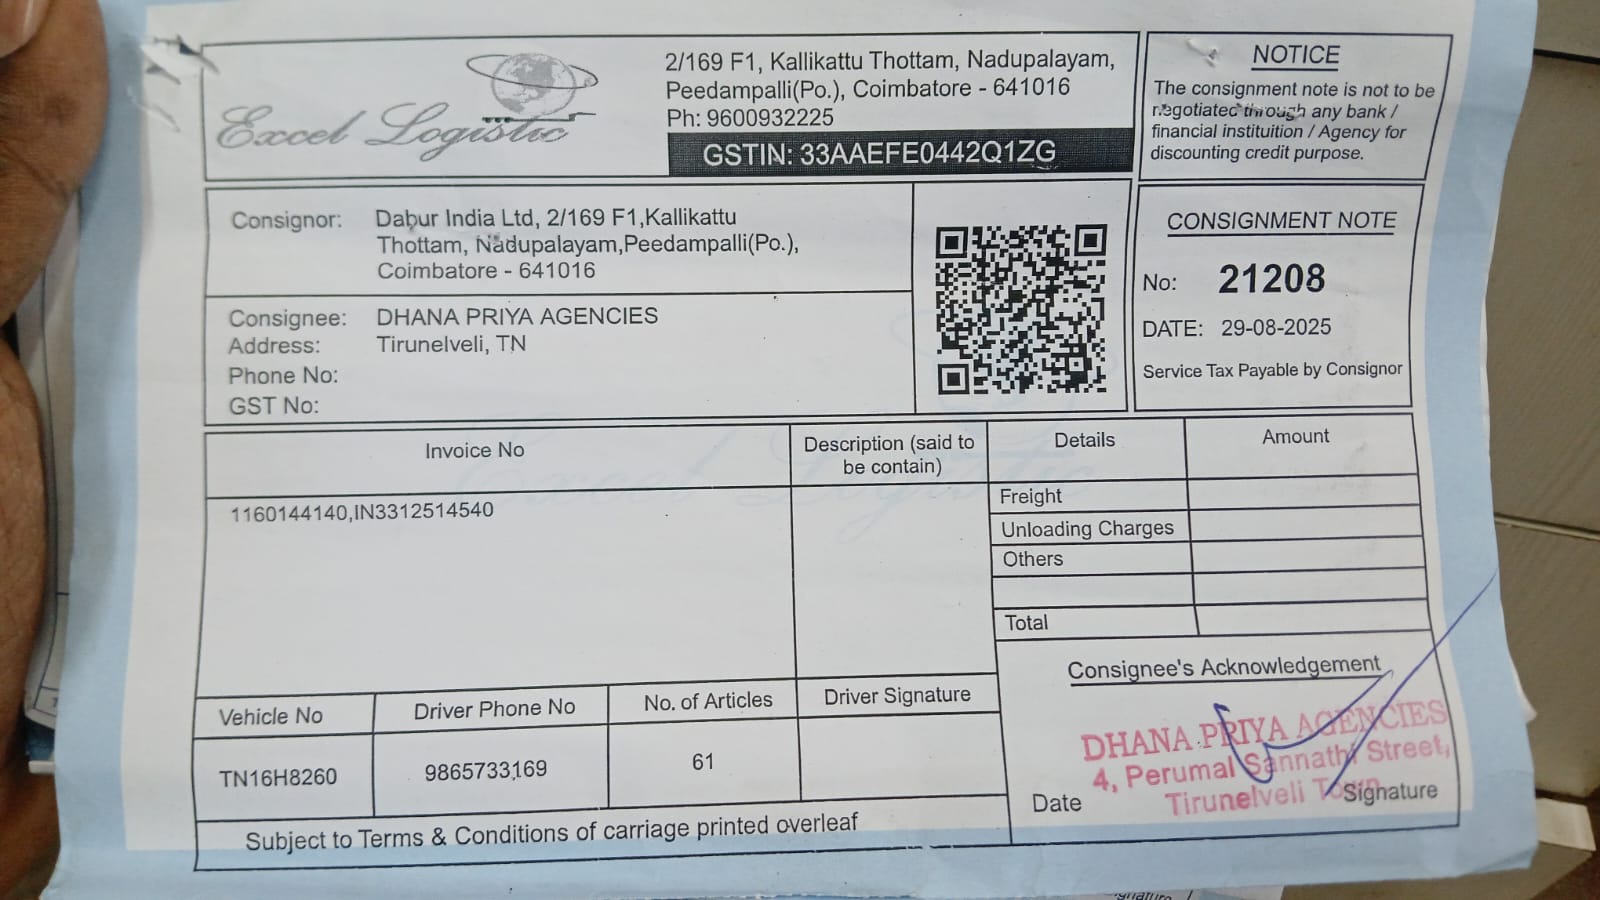 Excel Logistic
2/169 F1, Kallikattu Thottam, Nadupalayam,
Peedampalli(Po.), Coimbatore - 641016
Ph: 9600932225
GSTIN: 33AAEFE0442Q1ZG
NOTICE
The consignment note is not to be
negotiated through any bank /
financial instituition / Agency for
discounting credit purpose.
Consignor: Dabur India Ltd, 2/169 F1,Kallikattu
Thottam, Nadupalayam,Peedampalli(Po.),
Coimbatore - 641016
Consignee: DHANA PRIYA AGENCIES
Address: Tirunelveli, TN
Phone No:
GST No:
CONSIGNMENT NOTE
No: 21208
DATE: 29-08-2025
Service Tax Payable by Consignor
Invoice No
Description (said to
be contain)
Details
Amount
1160144140,IN3312514540
Freight
Unloading Charges
Others
Total
Vehicle No
Driver Phone No
No. of Articles
Driver Signature
TN16H8260
9865733169
61
Consignee's Acknowledgement
DHANA PRIYA AGENCIES
4, Perumal Sannathi Street,
Tirunelveli Town
Date
Signature
Subject to Terms & Conditions of carriage printed overleaf